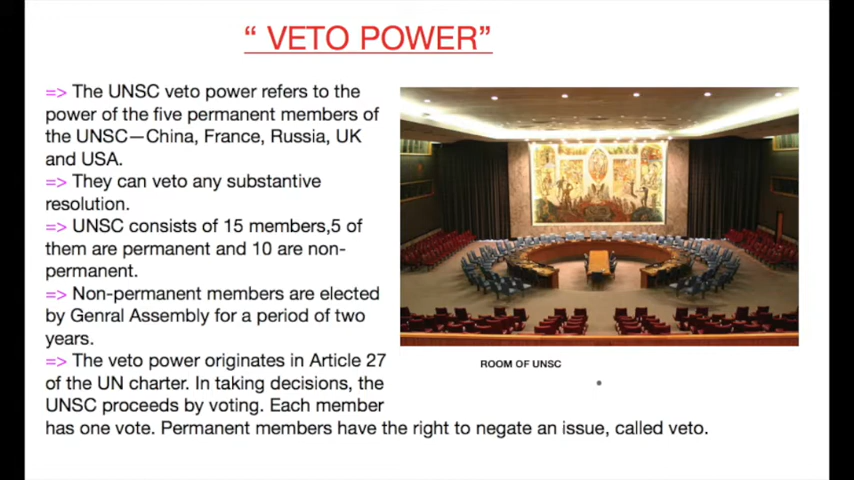 “ VETO POWER”
=> The UNSC veto power refers to the
power of the five permanent members of
the UNSC—China, France, Russia, UK
and USA.
=> They can veto any substantive
resolution.
=> UNSC consists of 15 members,5 of
them are permanent and 10 are non-
permanent.
=> Non-permanent members are elected
by Genral Assembly for a period of two
years.
=> The veto power originates in Article 27
of the UN charter. In taking decisions, the
UNSC proceeds by voting. Each member
has one vote. Permanent members have the right to negate an issue, called veto.
ROOM OF UNSC